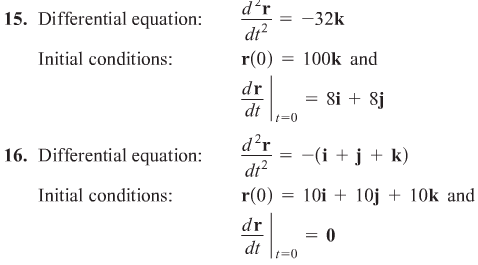 15. Differential equation: d²r/dt² = −32k
Initial conditions: r(0) = 100k and
dr/dt |t=0 = 8i + 8j
16. Differential equation: d²r/dt² = −(i + j + k)
Initial conditions: r(0) = 10i + 10j + 10k and
dr/dt |t=0 = 0